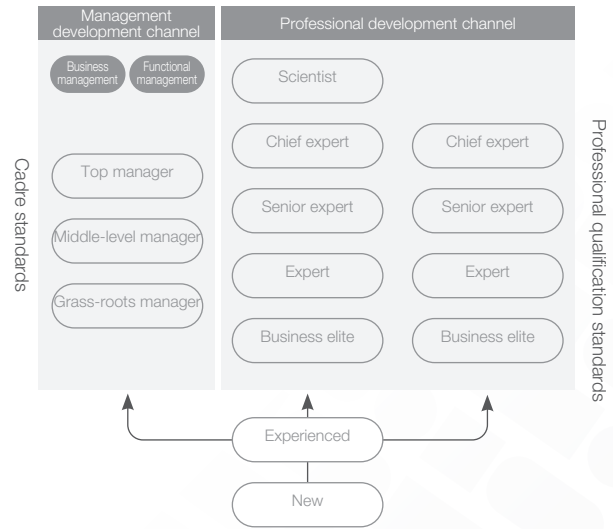 Management
development channel
Professional development channel
Business
management
Functional
management
Scientist
Chief expert
Chief expert
Top manager
Senior expert
Senior expert
Middle-level manager
Expert
Expert
Grass-roots manager
Business elite
Business elite
Cadre standards
Professional qualification standards
Experienced
New